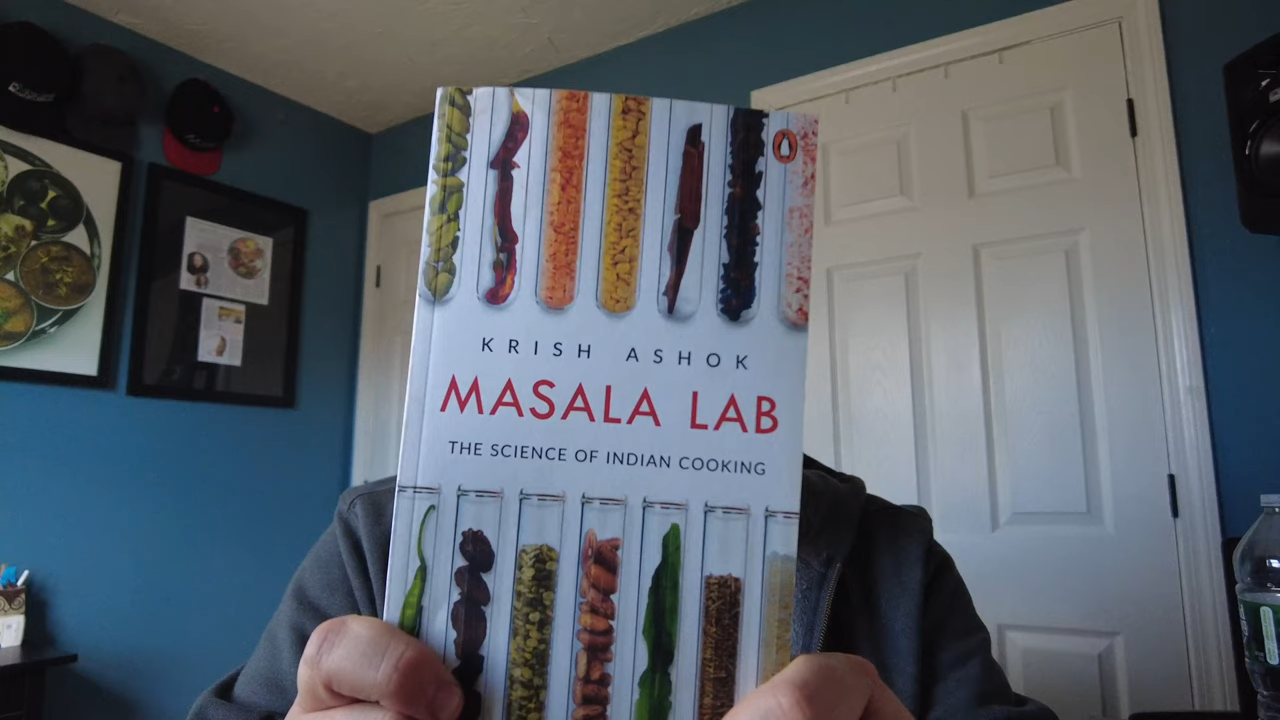 KRISH ASHOK
MASALA LAB
THE SCIENCE OF INDIAN COOKING